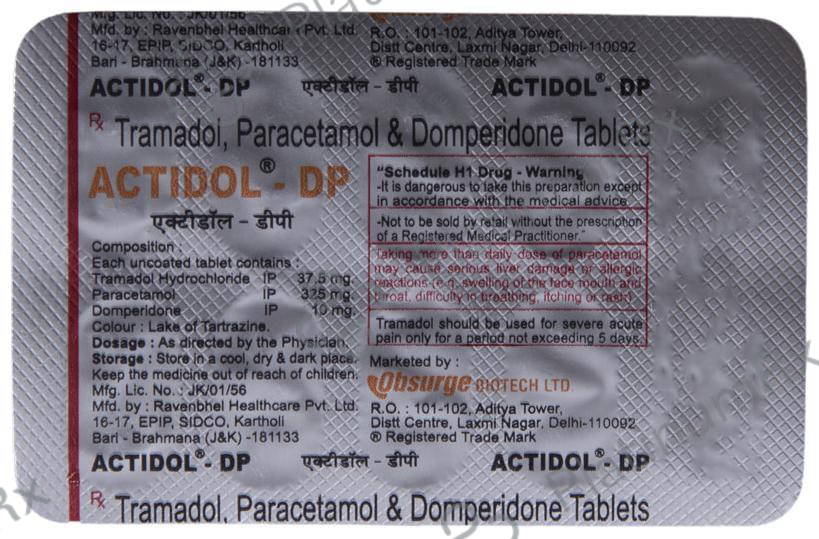 Mfg. Lic. No. : JK/01/56
Mfd. by : Ravenbhel Healthcare Pvt. Ltd.
16-17, EPIP, SIDCO, Kartholi
Bari - Brahmana (J&K) -181133
Obsurge
R.O. : 101-102, Aditya Tower,
Distt Centre, Laxmi Nagar, Delhi-110092
® Registered Trade Mark
ACTIDOL® - DP एक्टीडॉल – डीपी ACTIDOL® - DP
Rx Tramadol, Paracetamol & Domperidone Tablets
ACTIDOL® - DP
एक्टीडॉल – डीपी
Composition :
Each uncoated tablet contains :
Tramadol Hydrochloride IP 37.5 mg.
Paracetamol IP 325 mg.
Domperidone IP 10 mg.
Colour : Lake of Tartrazine.
Dosage : As directed by the Physician.
Storage : Store in a cool, dry & dark place.
Keep the medicine out of reach of children.
Mfg. Lic. No. : JK/01/56
Mfd. by : Ravenbhel Healthcare Pvt. Ltd.
16-17, EPIP, SIDCO, Kartholi
Bari - Brahmana (J&K) -181133
"Schedule H1 Drug - Warning
-It is dangerous to take this preparation except
in accordance with the medical advice
-Not to be sold by retail without the prescription
of a Registered Medical Practitioner."
Taking more than daily dose of paracetamol
may cause serious liver damage or allergic
reactions (e.g. swelling of the face mouth and
throat, difficulty in breathing, itching or rash)
Tramadol should be used for severe acute
pain only for a period not exceeding 5 days.
Marketed by :
Obsurge BIOTECH LTD.
R.O. : 101-102, Aditya Tower,
Distt Centre, Laxmi Nagar, Delhi-110092
® Registered Trade Mark
ACTIDOL® - DP एक्टीडॉल – डीपी ACTIDOL® - DP
Rx Tramadol, Paracetamol & Domperidone Tablets